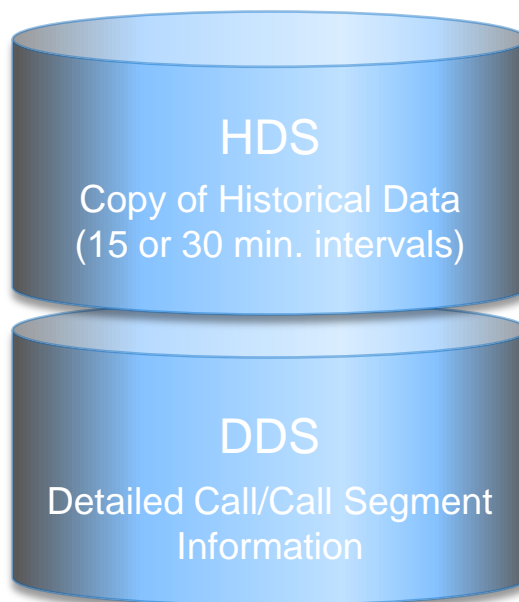 HDS
Copy of Historical Data
(15 or 30 min. intervals)
DDS
Detailed Call/Call Segment
Information